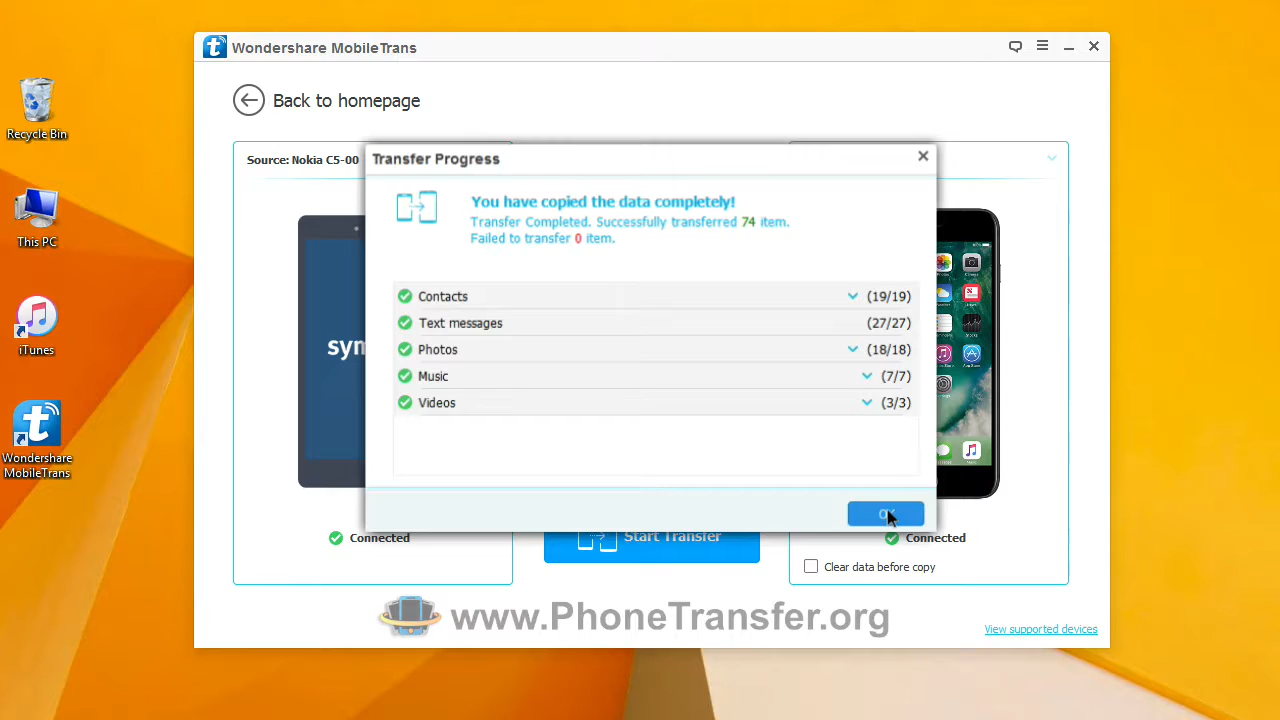 Wondershare MobileTrans
Back to homepage
Recycle Bin
This PC
iTunes
Wondershare
MobileTrans
Source: Nokia C5-00
Transfer Progress
You have copied the data completely!
Transfer Completed. Successfully transferred 74 item.
Failed to transfer 0 item.
Contacts (19/19)
Text messages (27/27)
Photos (18/18)
Music (7/7)
Videos (3/3)
sym
Connected
Start Transfer
Connected
Clear data before copy
www.PhoneTransfer.org
View supported devices